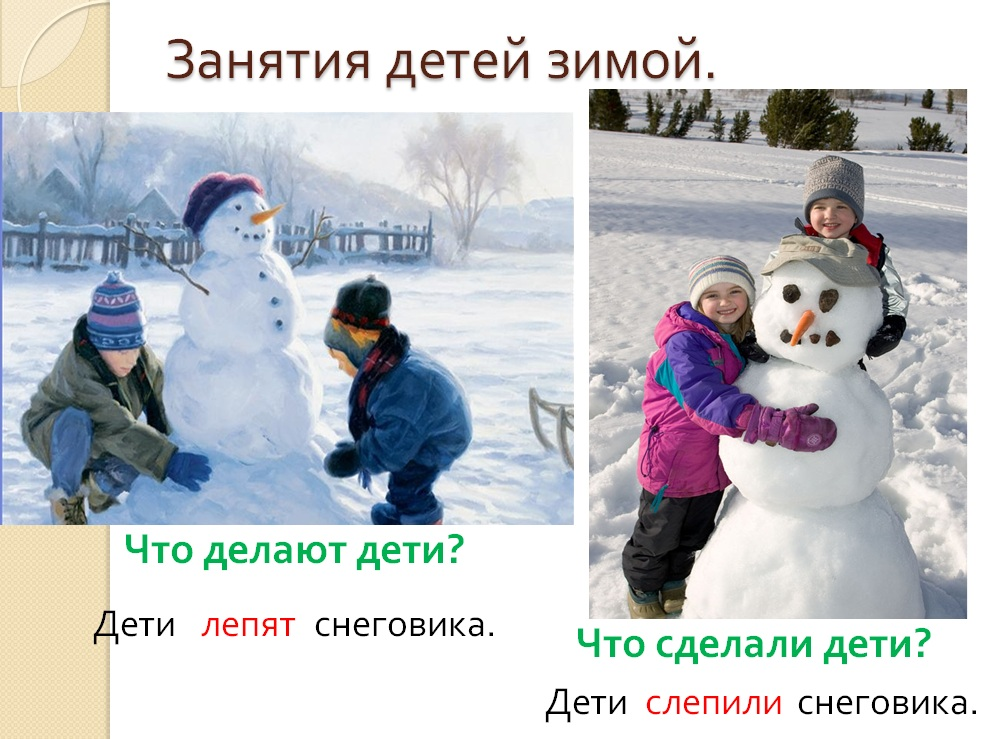 Занятия детей зимой.
Что делают дети?
Дети лепят снеговика.
Что сделали дети?
Дети слепили снеговика.